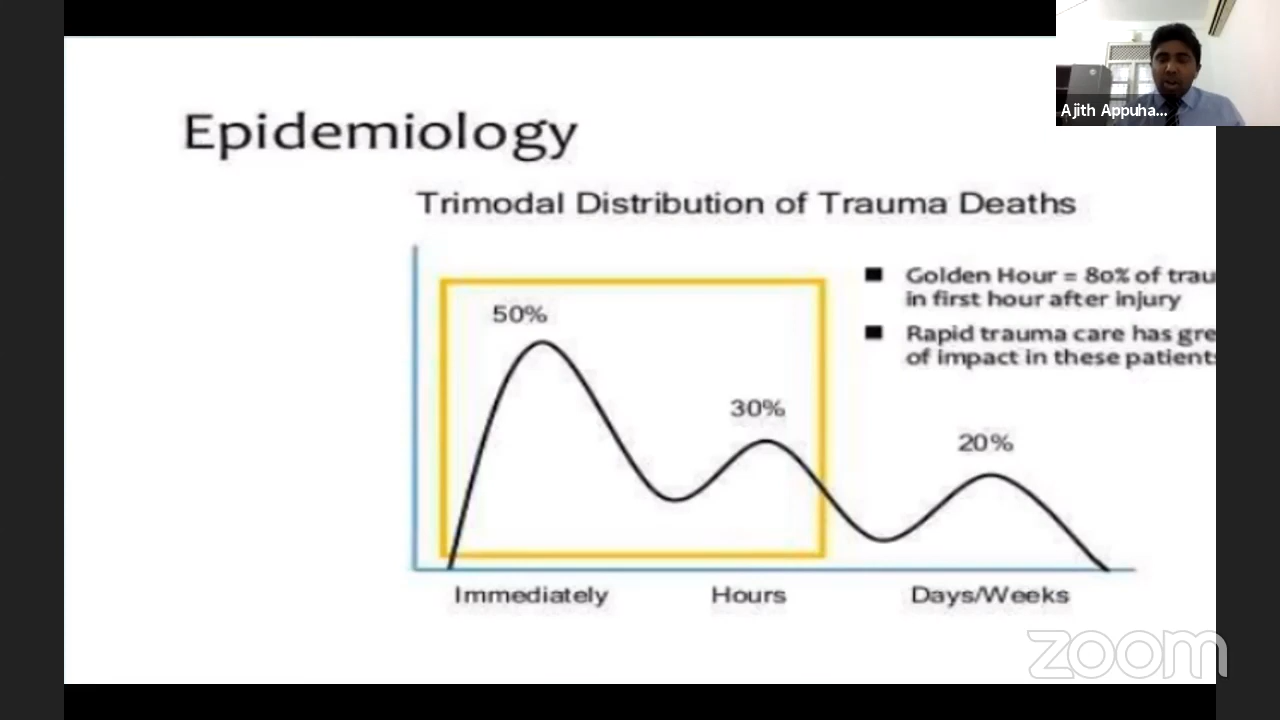 Ajith Appuha...
Epidemiology
Trimodal Distribution of Trauma Deaths
Golden Hour = 80% of trau
in first hour after injury
Rapid trauma care has gre
of impact in these patients
50%
30%
20%
Immediately Hours Days/Weeks
zoom